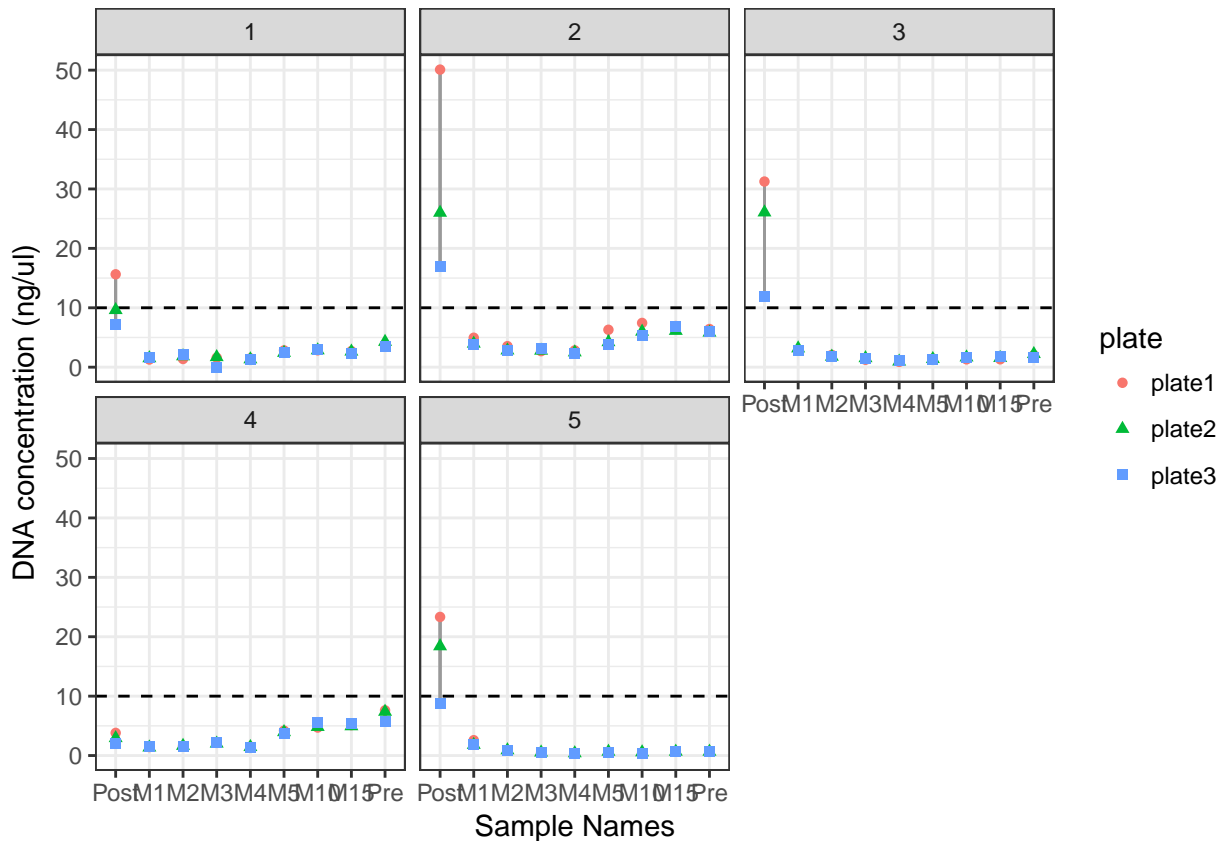 1 2 3
50
40
30
20
10
0
Post M1 M2 M3 M4 M5 M10 M15 Pre
4 5
50
40
30
20
10
0
Post M1 M2 M3 M4 M5 M10 M15 Pre
Post M1 M2 M3 M4 M5 M10 M15 Pre
Sample Names
DNA concentration (ng/ul)
plate
plate1
plate2
plate3